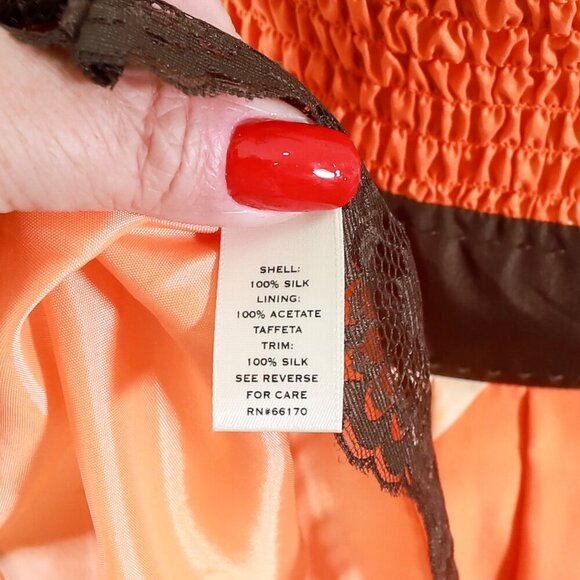 SHELL:
100% SILK
LINING:
100% ACETATE
TAFFETA
TRIM:
100% SILK
SEE REVERSE
FOR CARE
RN#66170